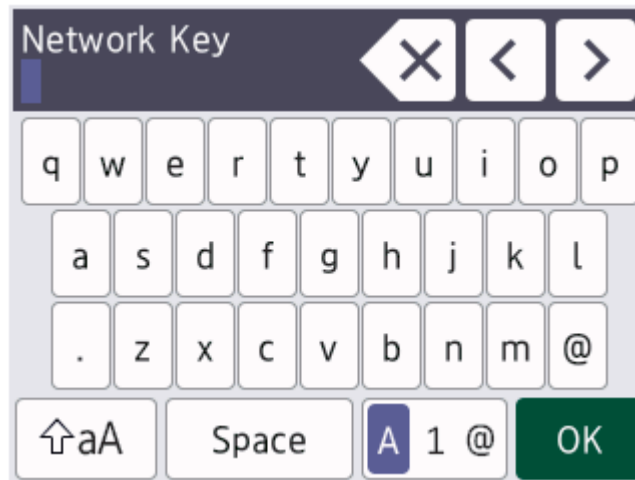 Network Key
q w e r t y u i o p
a s d f g h j k l
. z x c v b n m @
aA Space A 1 @ OK